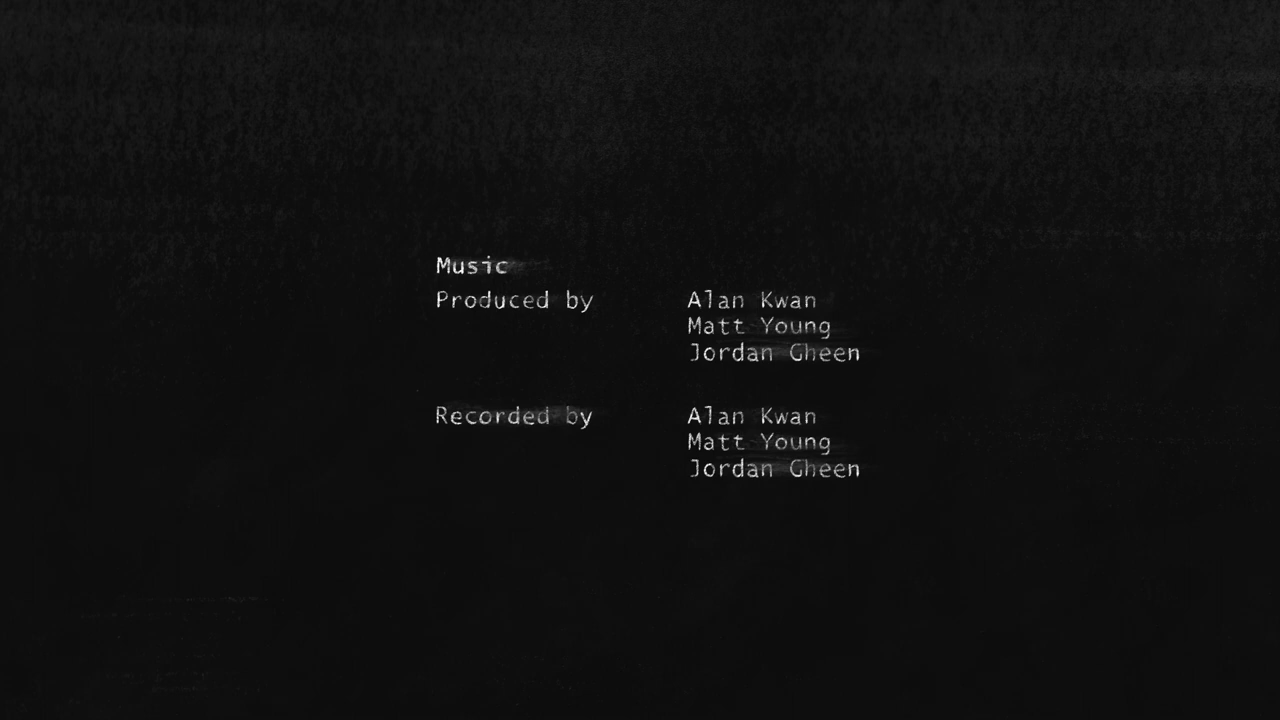 Music
Produced by Alan Kwan
Matt Young
Jordan Gheen
Recorded by Alan Kwan
Matt Young
Jordan Gheen